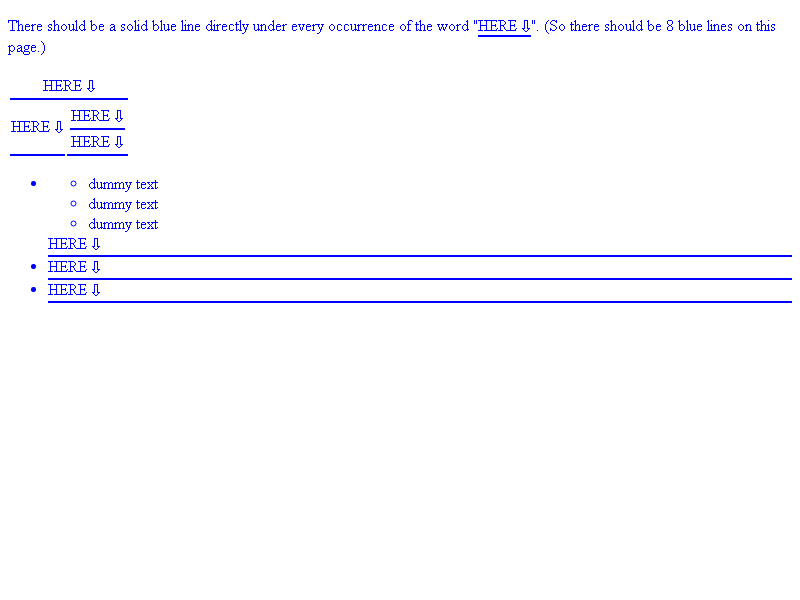 There should be a solid blue line directly under every occurrence of the word "HERE ⇩". (So there should be 8 blue lines on this
page.)
HERE ⇩
HERE ⇩
HERE ⇩
HERE ⇩
dummy text
dummy text
dummy text
HERE ⇩
HERE ⇩
HERE ⇩